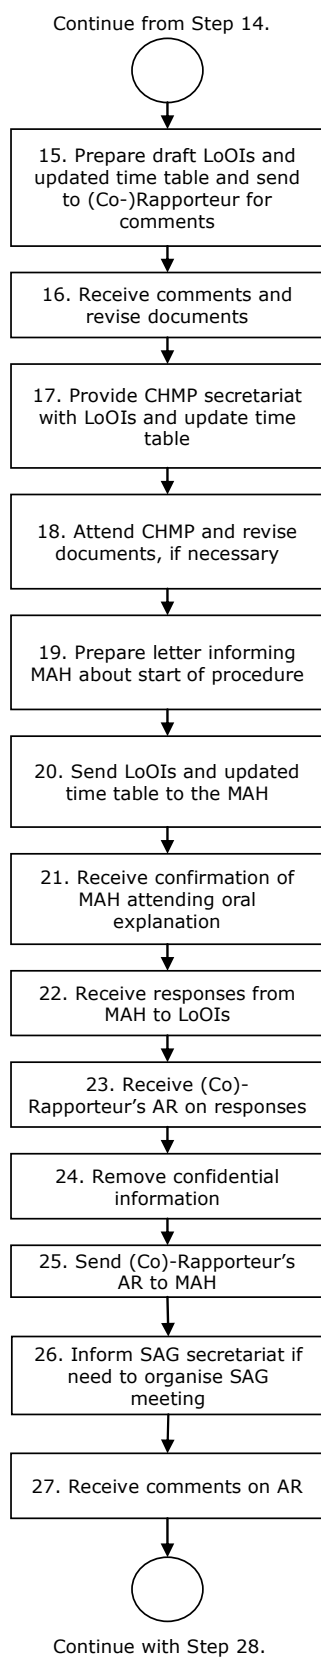 Continue from Step 14.
15. Prepare draft LoOIs and
updated time table and send
to (Co-)Rapporteur for
comments
16. Receive comments and
revise documents
17. Provide CHMP secretariat
with LoOIs and update time
table
18. Attend CHMP and revise
documents, if necessary
19. Prepare letter informing
MAH about start of procedure
20. Send LoOIs and updated
time table to the MAH
21. Receive confirmation of
MAH attending oral
explanation
22. Receive responses from
MAH to LoOIs
23. Receive (Co)-
Rapporteur’s AR on responses
24. Remove confidential
information
25. Send (Co)-Rapporteur’s
AR to MAH
26. Inform SAG secretariat if
need to organise SAG
meeting
27. Receive comments on AR
Continue with Step 28.